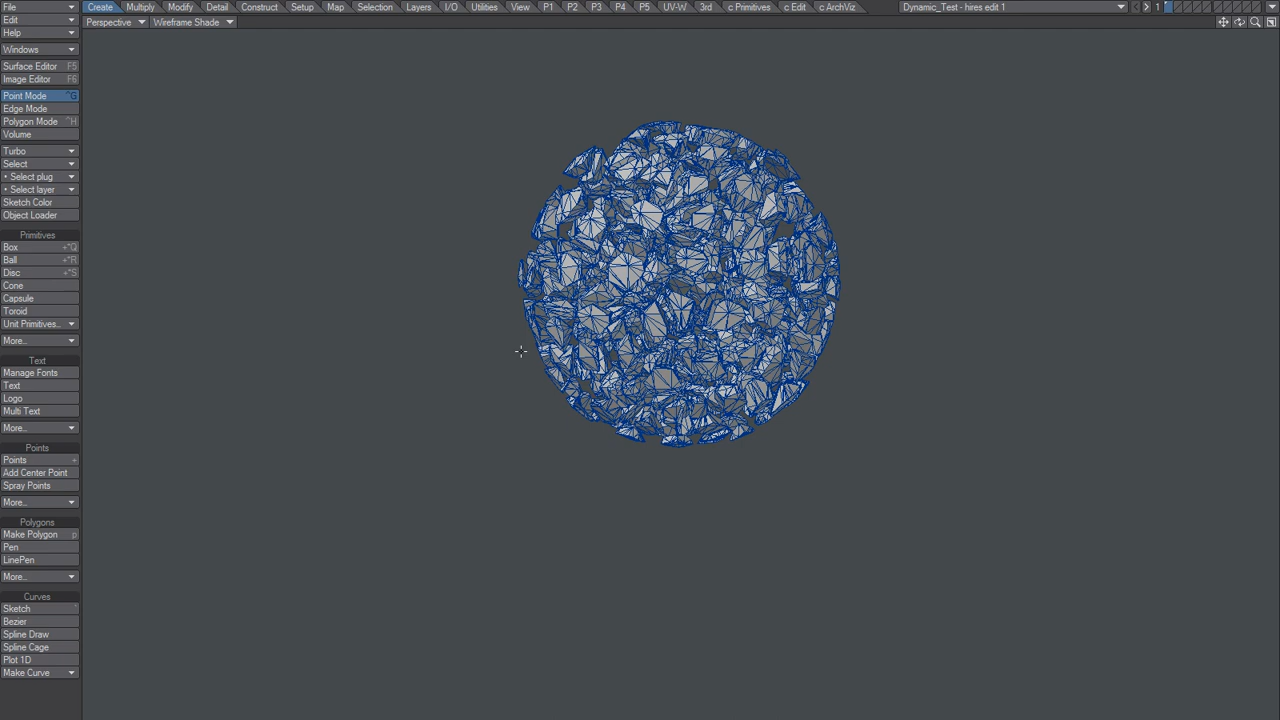 File
Create Multiply Modify Detail Construct Setup Map Selection Layers I/O Utilities View P1 P2 P3 P4 P5 UV-W 3rd c Primitives c Edit c ArchViz Dynamic_Test - hires edit 1 1
Edit
Perspective Wireframe Shade
Help
Windows
Surface Editor F5
Image Editor F6
Point Mode ^G
Edge Mode
Polygon Mode ^H
Volume
Turbo
Select
• Select plug
• Select layer
Sketch Color
Object Loader
Primitives
Box +^Q
Ball +^R
Disc +^S
Cone
Capsule
Toroid
Unit Primitives..
More...
Text
Manage Fonts
Text
Logo
Multi Text
More...
Points
Points +
Add Center Point
Spray Points
More...
Polygons
Make Polygon p
Pen
LinePen
More...
Curves
Sketch '
Bezier
Spline Draw
Spline Cage
Plot 1D
Make Curve